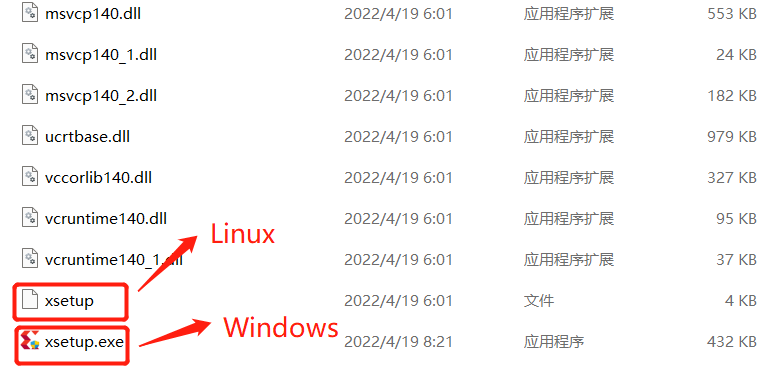 msvcp140.dll 2022/4/19 6:01 应用程序扩展 553 KB
msvcp140_1.dll 2022/4/19 6:01 应用程序扩展 24 KB
msvcp140_2.dll 2022/4/19 6:01 应用程序扩展 182 KB
ucrtbase.dll 2022/4/19 6:01 应用程序扩展 979 KB
vccorlib140.dll 2022/4/19 6:01 应用程序扩展 327 KB
vcruntime140.dll 2022/4/19 6:01 应用程序扩展 95 KB
Linux
vcruntime140_1.dll 2022/4/19 6:01 应用程序扩展 37 KB
xsetup 2022/4/19 6:01 文件 4 KB
Windows
xsetup.exe 2022/4/19 8:21 应用程序 432 KB